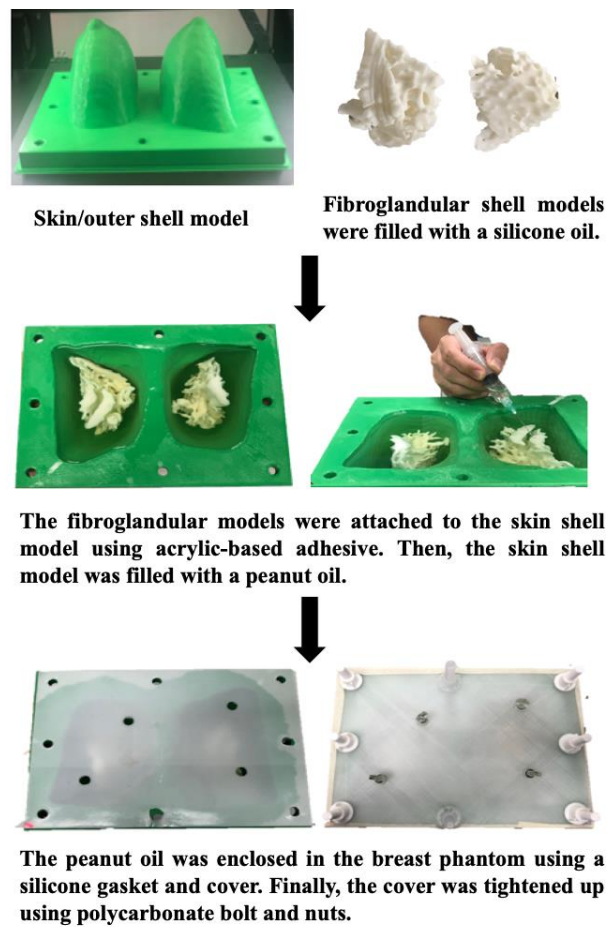 Skin/outer shell model
Fibroglandular shell models
were filled with a silicone oil.
The fibroglandular models were attached to the skin shell
model using acrylic-based adhesive. Then, the skin shell
model was filled with a peanut oil.
The peanut oil was enclosed in the breast phantom using a
silicone gasket and cover. Finally, the cover was tightened up
using polycarbonate bolt and nuts.